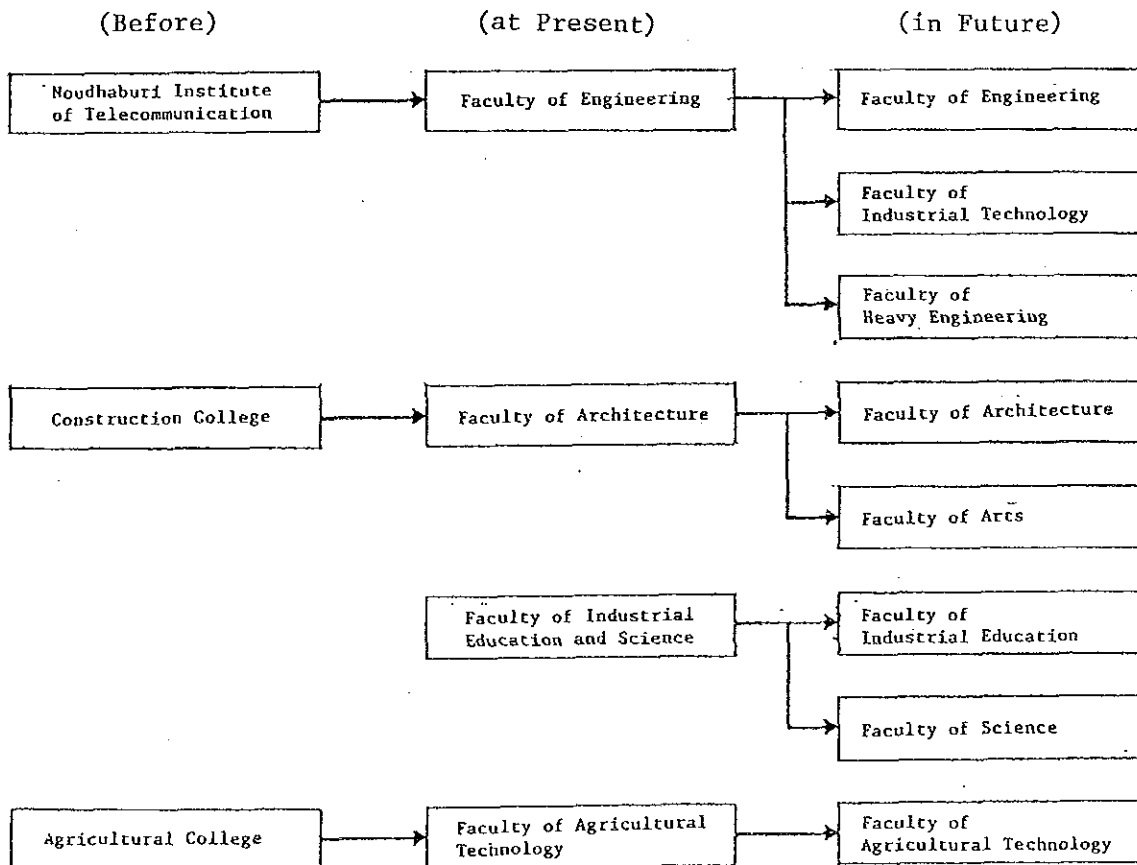 (Before)
(at Present)
(in Future)
Noudhaburi Institute
of Telecommunication
Faculty of Engineering
Faculty of Engineering
Faculty of
Industrial Technology
Faculty of
Heavy Engineering
Construction College
Faculty of Architecture
Faculty of Architecture
Faculty of Arts
Faculty of Industrial
Education and Science
Faculty of
Industrial Education
Faculty of Science
Agricultural College
Faculty of Agricultural
Technology
Faculty of
Agricultural Technology